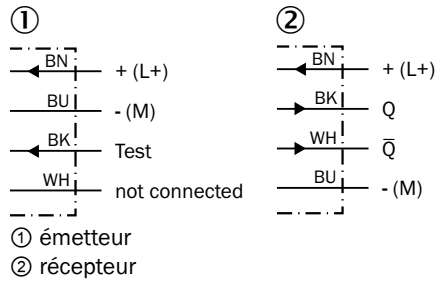 ①
BN + (L+)
BU - (M)
BK Test
WH not connected
②
BN + (L+)
BK Q
WH Q̅
BU - (M)
① émetteur
② récepteur